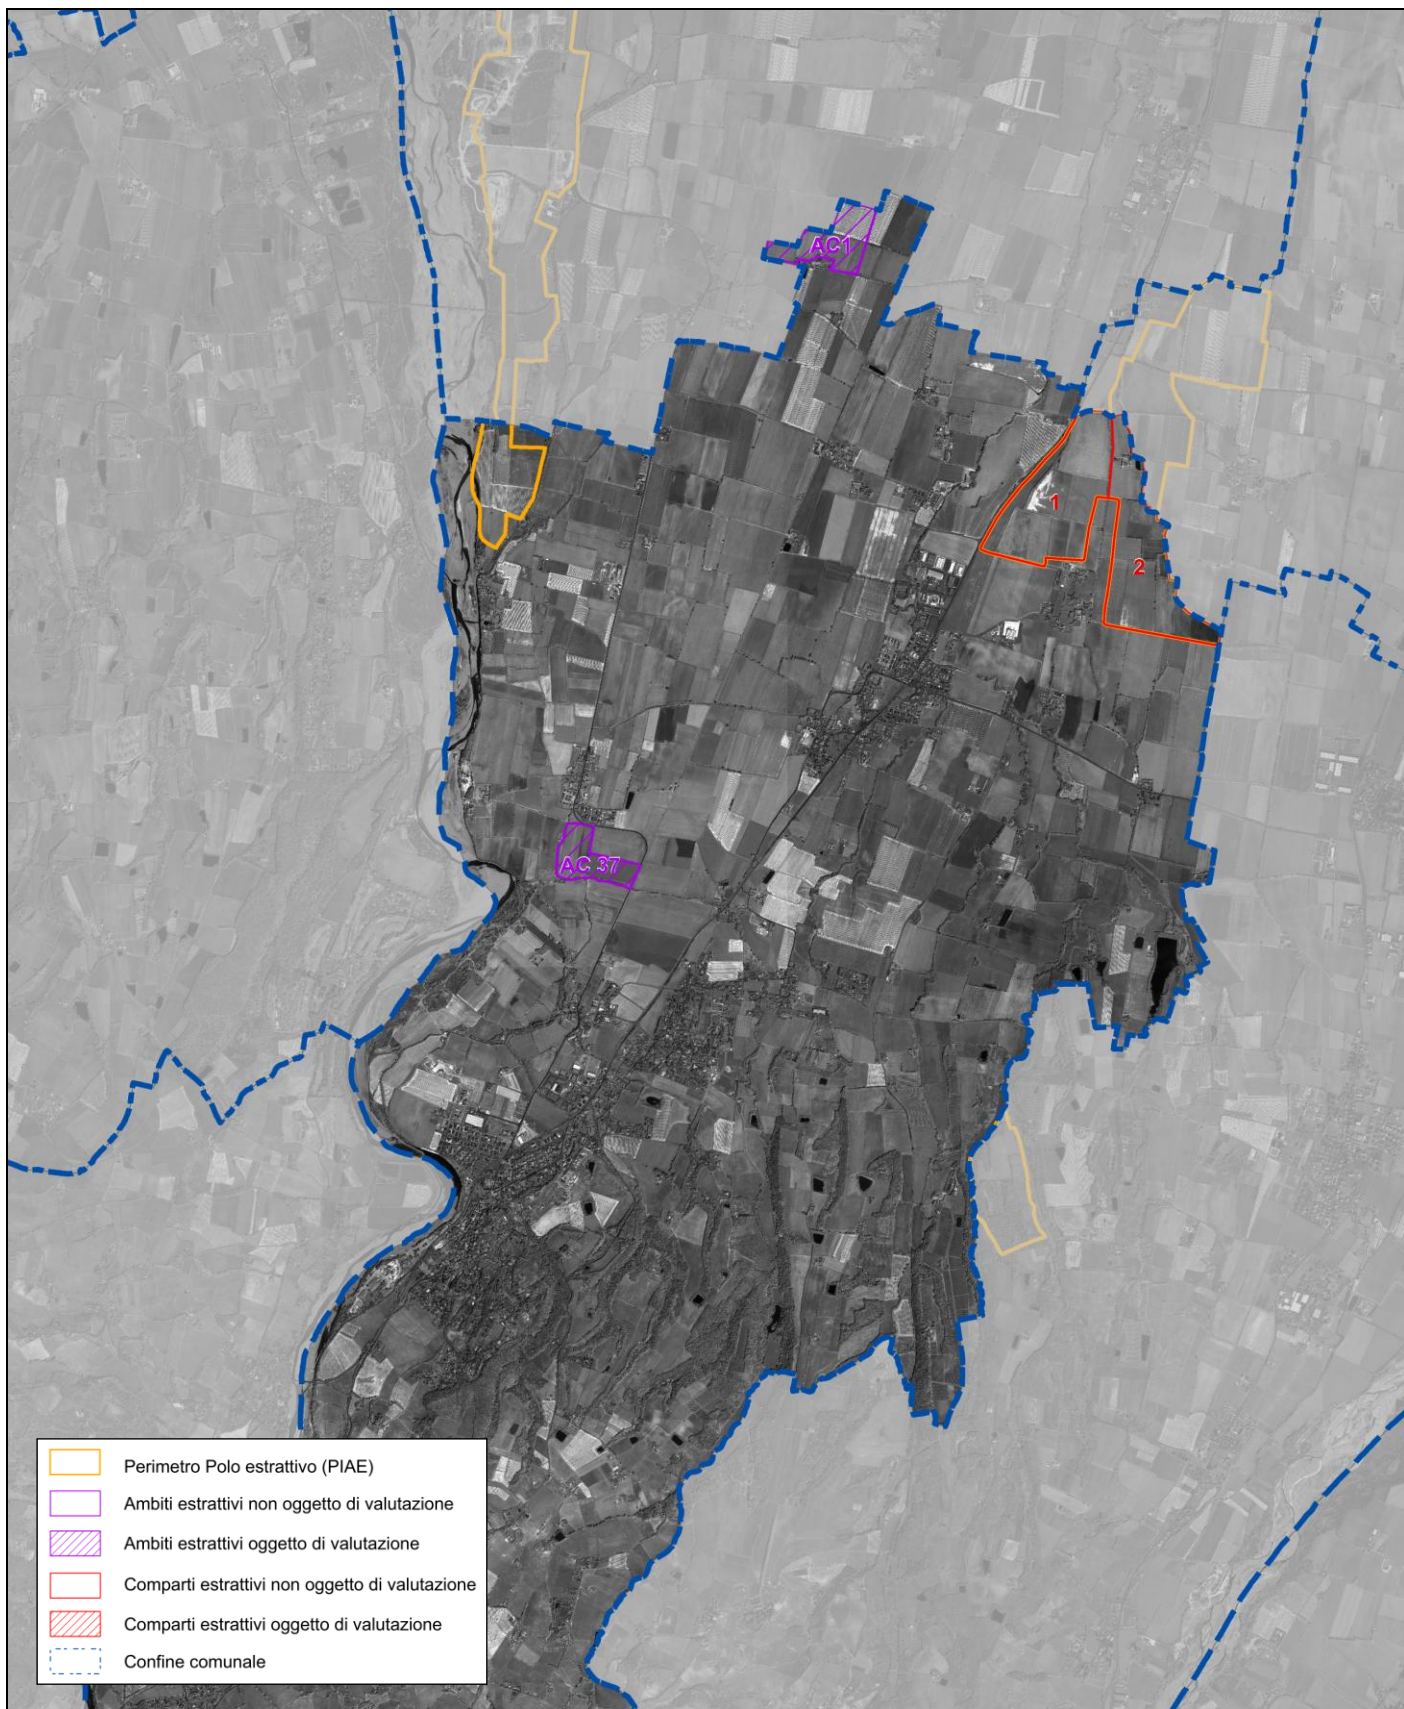 AC1
1
2
AC 37
Perimetro Polo estrattivo (PIAE)
Ambiti estrattivi non oggetto di valutazione
Ambiti estrattivi oggetto di valutazione
Comparti estrattivi non oggetto di valutazione
Comparti estrattivi oggetto di valutazione
Confine comunale